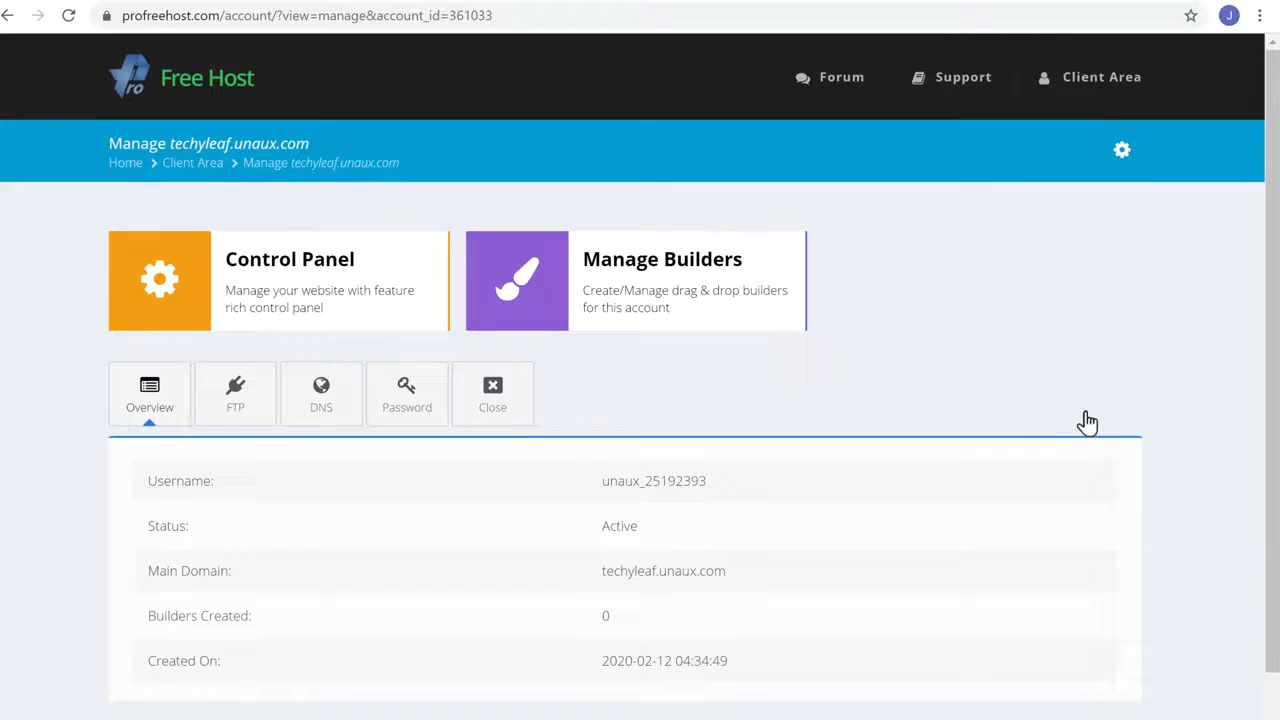 profreehost.com/account/?view=manage&account_id=361033
J
ro Free Host
Forum
Support
Client Area
Manage techyleaf.unaux.com
Home
Client Area
Manage techyleaf.unaux.com
Control Panel
Manage your website with feature
rich control panel
Manage Builders
Create/Manage drag & drop builders
for this account
Overview
FTP
DNS
Password
Close
Username: unaux_25192393
Status: Active
Main Domain: techyleaf.unaux.com
Builders Created: 0
Created On: 2020-02-12 04:34:49